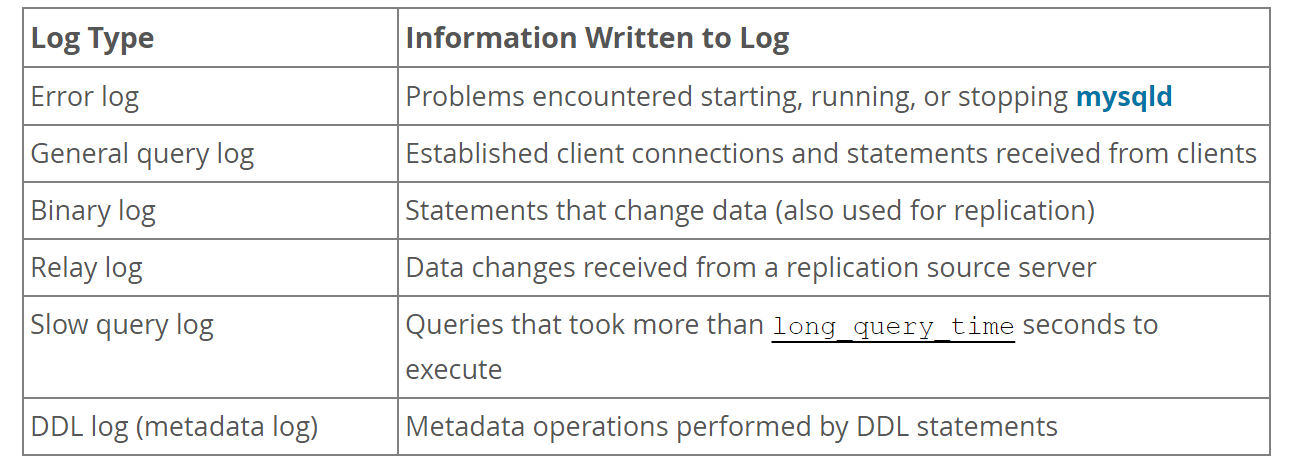 Log Type Information Written to Log
Error log Problems encountered starting, running, or stopping mysqld
General query log Established client connections and statements received from clients
Binary log Statements that change data (also used for replication)
Relay log Data changes received from a replication source server
Slow query log Queries that took more than long_query_time seconds to
execute
DDL log (metadata log) Metadata operations performed by DDL statements